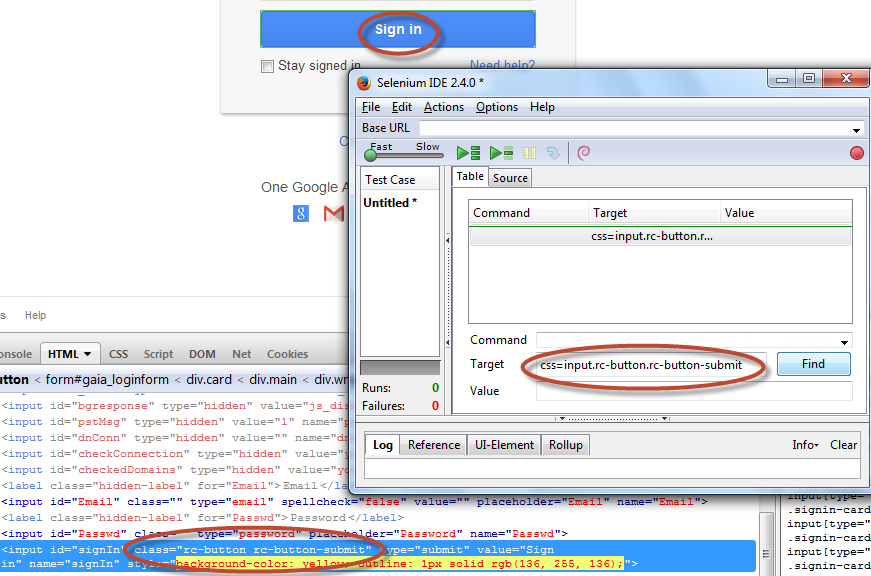 Sign in
Stay signed in
Need help?
One Google A
8
Help
Selenium IDE 2.4.0 *
File Edit Actions Options Help
Base URL
Fast Slow
Test Case
Untitled *
Runs: 0
Failures: 0
Table Source
Command Target Value
css=input.rc-button.r...
Command
Target css=input.rc-button.rc-button-submit Find
Value
Log Reference UI-Element Rollup Info Clear
onsole HTML CSS Script DOM Net Cookies
utton < form#gaia_loginform < div.card < div.main < div.wr
<input id="bgresponse" type="hidden" value="js_dis
<input id="pstMsg" type="hidden" value="1" name="p
<input id="dnConn" type="hidden" value="" name="dn
<input id="checkConnection" type="hidden" value="y
<input id="checkedDomains" type="hidden" value="yo
<label class="hidden-label" for="Email">Email</la
<input id="Email" class="" type="email" spellcheck="false" value="" placeholder="Email" name="Email">
<label class="hidden-label" for="Passwd">Password</label>
<input id="Passwd" class="" type="password" placeholder="Password" name="Passwd">
<input id="signIn" class="rc-button rc-button-submit" type="submit" value="Sign
in" name="signIn" style="background-color: yellow; outline: 1px solid rgb(136, 255, 136);">
input[type="
.signin-card
input[type="
.signin-card
input[type="
.signin-card